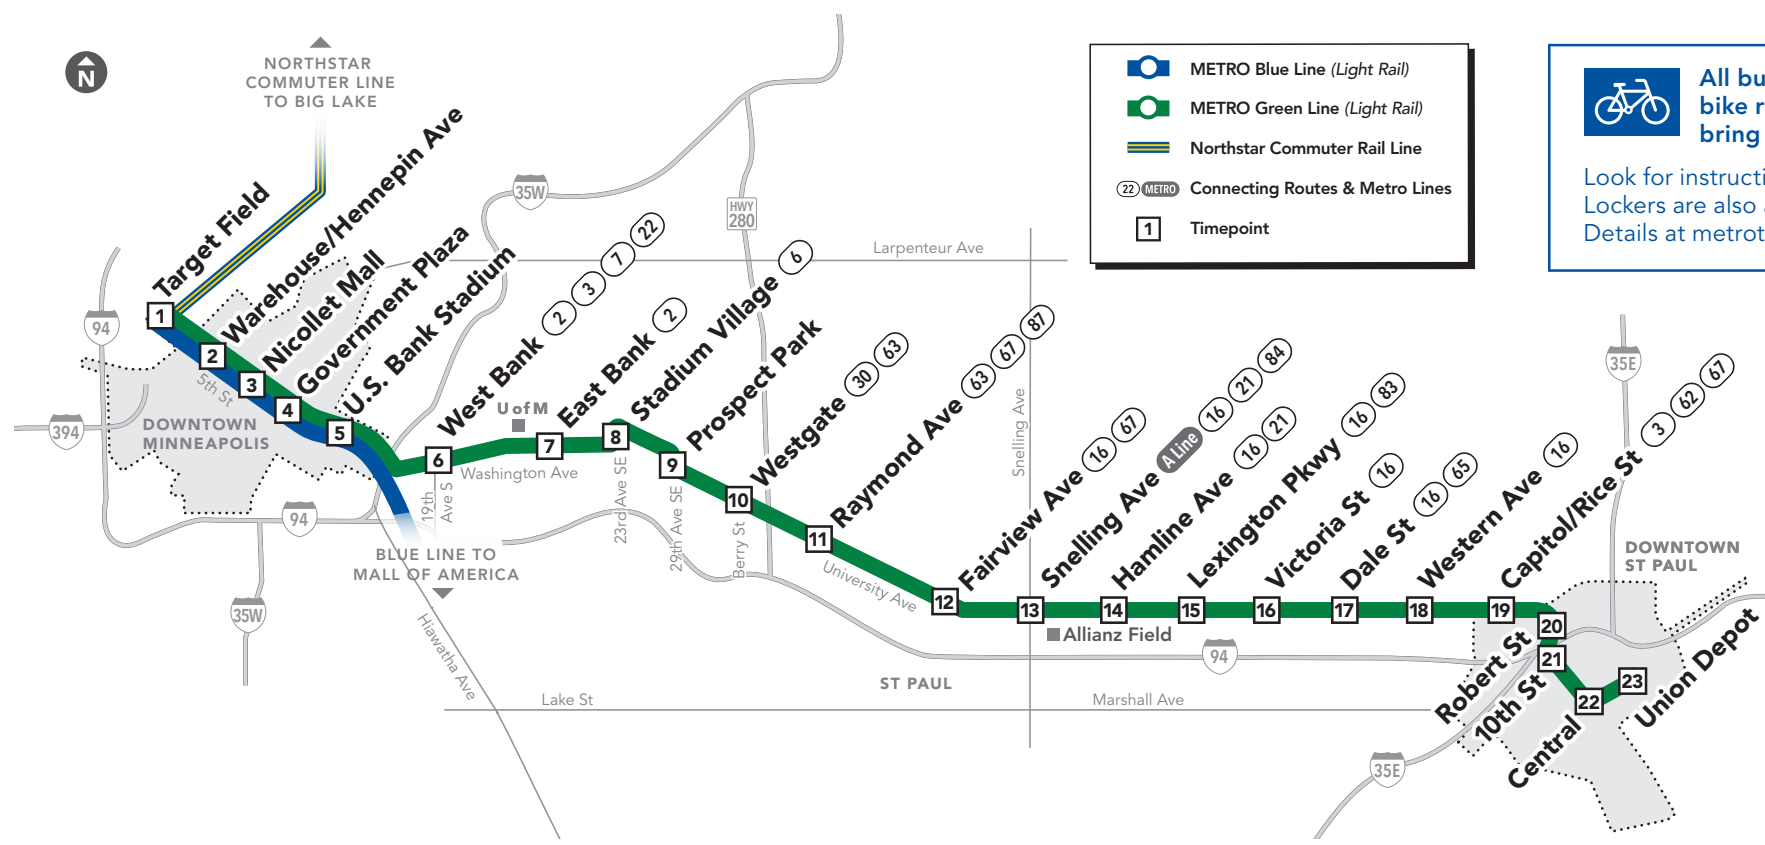 N
NORTHSTAR
COMMUTER LINE
TO BIG LAKE
METRO Blue Line (Light Rail)
METRO Green Line (Light Rail)
Northstar Commuter Rail Line
22 METRO Connecting Routes & Metro Lines
1 Timepoint
All bu
bike r
bring
Look for instructi
Lockers are also a
Details at metrot
1 Target Field
2 Warehouse/Hennepin Ave
3 Nicollet Mall
4 Government Plaza
5 U.S. Bank Stadium
6 West Bank 2 3 7 22
7 East Bank 2
8 Stadium Village 6
9 Prospect Park
10 Westgate 30 63
11 Raymond Ave 63 67 87
12 Fairview Ave 16 67
13 Snelling Ave A Line 16 21 84
14 Hamline Ave 16 21
15 Lexington Pkwy 16 83
16 Victoria St 16
17 Dale St 16 65
18 Western Ave 16
19 Capitol/Rice St 3 62 67
20 Robert St
21 10th St
22 Central
23 Union Depot
35W
HWY
280
Larpenteur Ave
94
394
5th St
DOWNTOWN
MINNEAPOLIS
U of M
Washington Ave
19th
Ave S
23rd Ave SE
29th Ave SE
Berry St
University Ave
Snelling Ave
94
BLUE LINE TO
MALL OF AMERICA
35W
Hiawatha Ave
Allianz Field
94
ST PAUL
Lake St
Marshall Ave
35E
DOWNTOWN
ST PAUL
35E